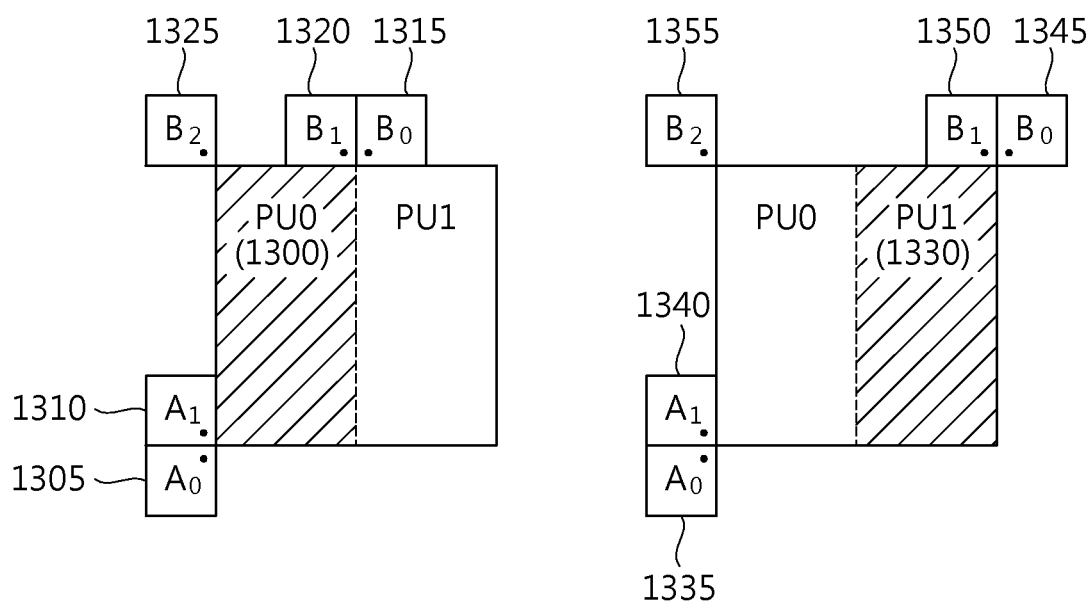 1325 1320 1315 1355 1350 1345
B₂ B₁ B₀ B₂ B₁ B₀
PU0 PU1 PU0 PU1
(1300) (1330)
1340
1310 A₁ A₁
1305 A₀ A₀
1335